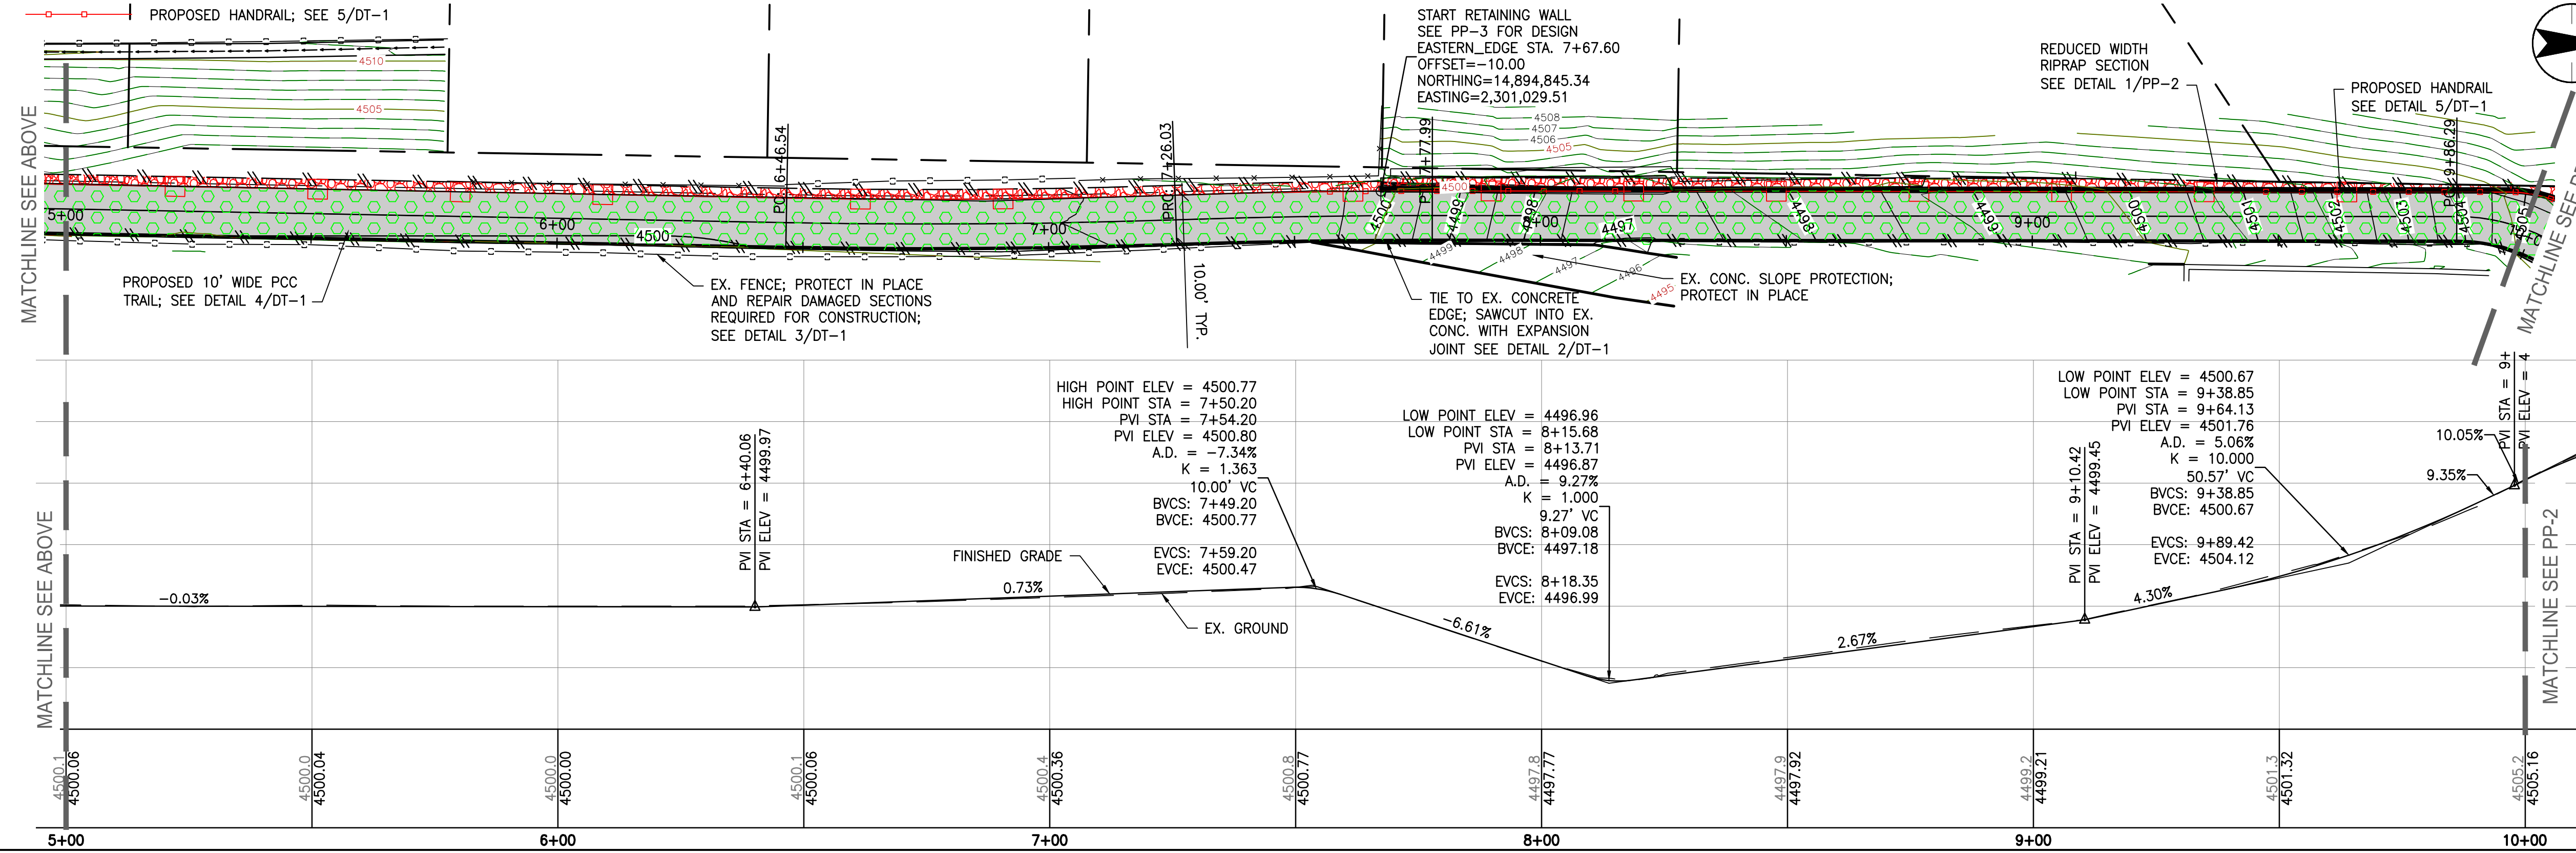 PROPOSED HANDRAIL; SEE 5/DT-1
START RETAINING WALL
SEE PP-3 FOR DESIGN
EASTERN_EDGE STA. 7+67.60
OFFSET=-10.00
NORTHING=14,894,845.34
EASTING=2,301,029.51
REDUCED WIDTH
RIPRAP SECTION
SEE DETAIL 1/PP-2
PROPOSED HANDRAIL
SEE DETAIL 5/DT-1
4510
4505
4508
4507
4506
4505
MATCHLINE SEE ABOVE
PC: 6+46.54
PRC: 7+26.03
PT: 7+77.99
PC: 9+86.29
5+00
6+00
4500
7+00
4500
4500
4499
4498
8+00
4497
4498
4499
9+00
4500
4501
4502
4503
4504
4505
4499
4498
4497
4496
4495
10.00' TYP.
PROPOSED 10' WIDE PCC
TRAIL; SEE DETAIL 4/DT-1
EX. FENCE; PROTECT IN PLACE
AND REPAIR DAMAGED SECTIONS
REQUIRED FOR CONSTRUCTION;
SEE DETAIL 3/DT-1
TIE TO EX. CONCRETE
EDGE; SAWCUT INTO EX.
CONC. WITH EXPANSION
JOINT SEE DETAIL 2/DT-1
EX. CONC. SLOPE PROTECTION;
PROTECT IN PLACE
MATCHLINE SEE
HIGH POINT ELEV = 4500.77
HIGH POINT STA = 7+50.20
PVI STA = 7+54.20
PVI ELEV = 4500.80
A.D. = -7.34%
K = 1.363
10.00' VC
BVCS: 7+49.20
BVCE: 4500.77
EVCS: 7+59.20
EVCE: 4500.47
LOW POINT ELEV = 4496.96
LOW POINT STA = 8+15.68
PVI STA = 8+13.71
PVI ELEV = 4496.87
A.D. = 9.27%
K = 1.000
9.27' VC
BVCS: 8+09.08
BVCE: 4497.18
EVCS: 8+18.35
EVCE: 4496.99
LOW POINT ELEV = 4500.67
LOW POINT STA = 9+38.85
PVI STA = 9+64.13
PVI ELEV = 4501.76
A.D. = 5.06%
K = 10.000
50.57' VC
BVCS: 9+38.85
BVCE: 4500.67
EVCS: 9+89.42
EVCE: 4504.12
PVI STA = 6+40.06
PVI ELEV = 4499.97
PVI STA = 9+10.42
PVI ELEV = 4499.45
PVI STA = 9+
PVI ELEV = 4
10.05%
9.35%
FINISHED GRADE
EX. GROUND
-0.03%
0.73%
-6.61%
2.67%
4.30%
MATCHLINE SEE ABOVE
MATCHLINE SEE PP-2
4500.1
4500.06
4500.0
4500.04
4500.0
4500.00
4500.1
4500.06
4500.4
4500.36
4500.8
4500.77
4497.8
4497.77
4497.9
4497.92
4499.2
4499.21
4501.3
4501.32
4505.2
4505.16
5+00
6+00
7+00
8+00
9+00
10+00